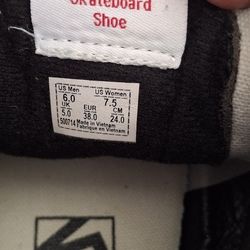 Skateboard
Shoe
US Men US Women
6.0 7.5
UK EUR CM
5.0 38.0 24.0
500714 Made in Vietnam
Fabriqué en Vietnam